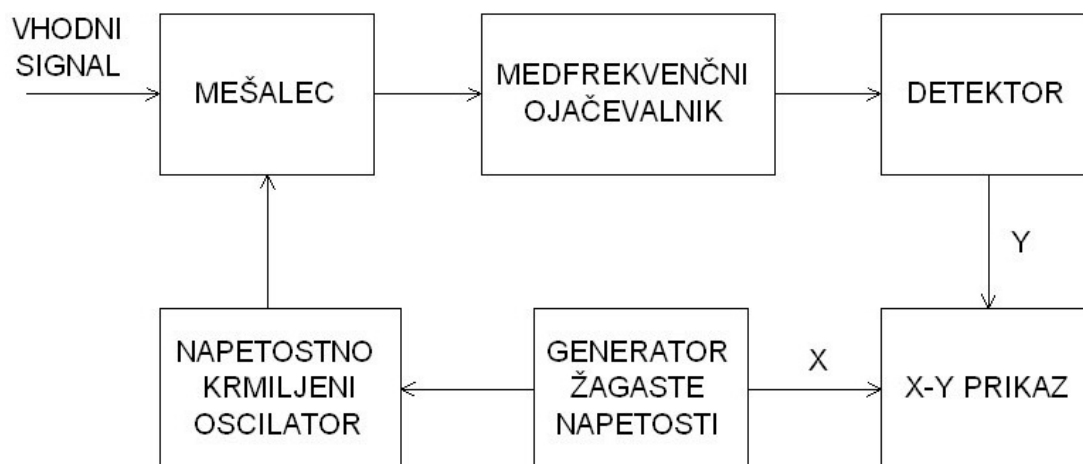 VHODNI
SIGNAL
MEŠALEC
MEDFREKVENČNI
OJAČEVALNIK
DETEKTOR
Y
NAPETOSTNO
KRMILJENI
OSCILATOR
GENERATOR
ŽAGASTE
NAPETOSTI
X
X-Y PRIKAZ